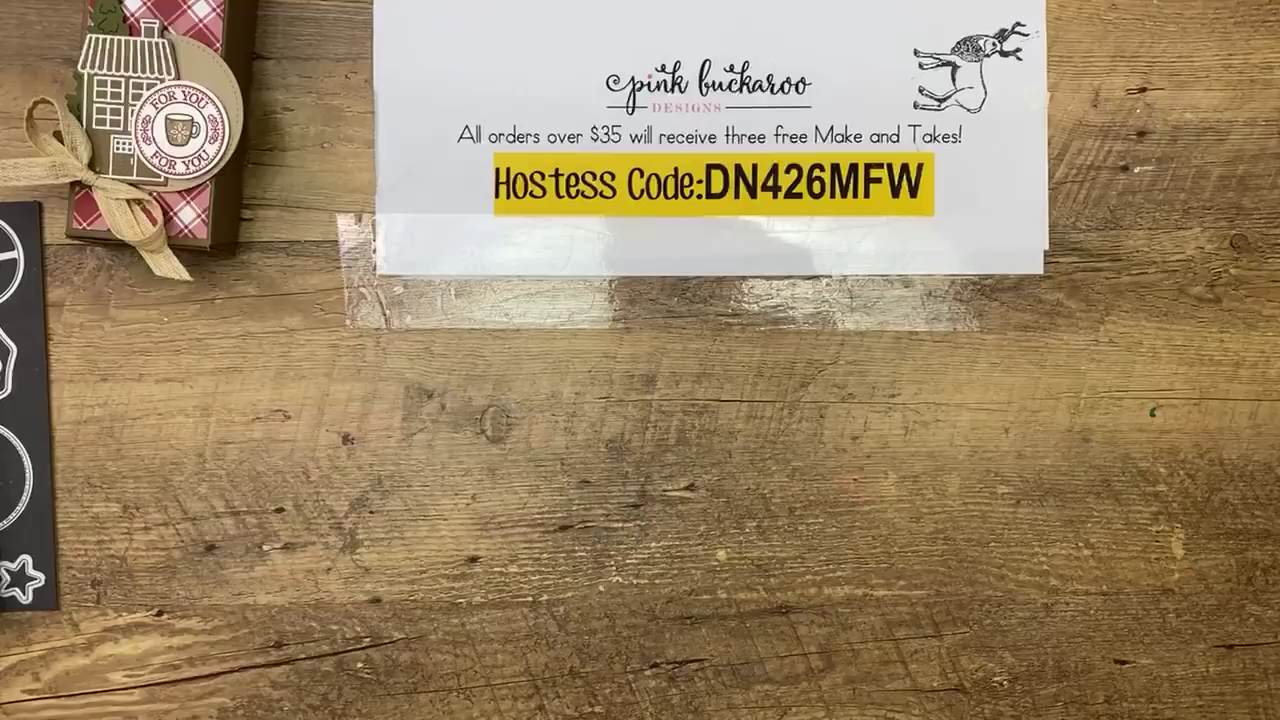 FOR YOU
FOR YOU
pink buckaroo
DESIGNS
All orders over $35 will receive three free Make and Takes!
Hostess Code:DN426MFW